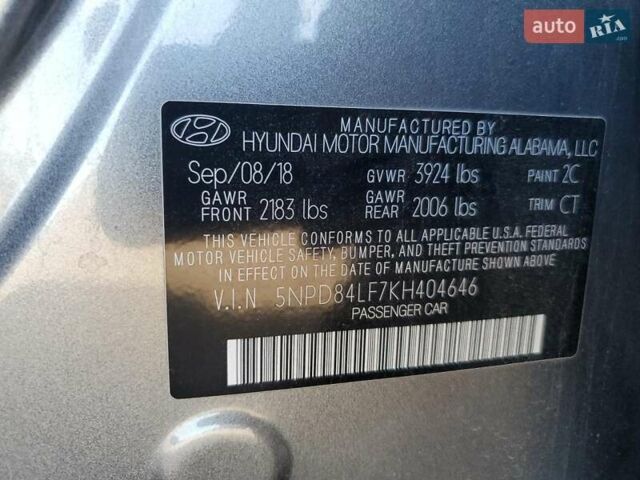 auto RIA.com
MANUFACTURED BY
HYUNDAI MOTOR MANUFACTURING ALABAMA, LLC
Sep/08/18 GVWR 3924 lbs PAINT 2C
GAWR FRONT 2183 lbs GAWR REAR 2006 lbs TRIM CT
THIS VEHICLE CONFORMS TO ALL APPLICABLE U.S.A. FEDERAL
MOTOR VEHICLE SAFETY, BUMPER, AND THEFT PREVENTION STANDARDS
IN EFFECT ON THE DATE OF MANUFACTURE SHOWN ABOVE.
V.I.N 5NPD84LF7KH404646
PASSENGER CAR